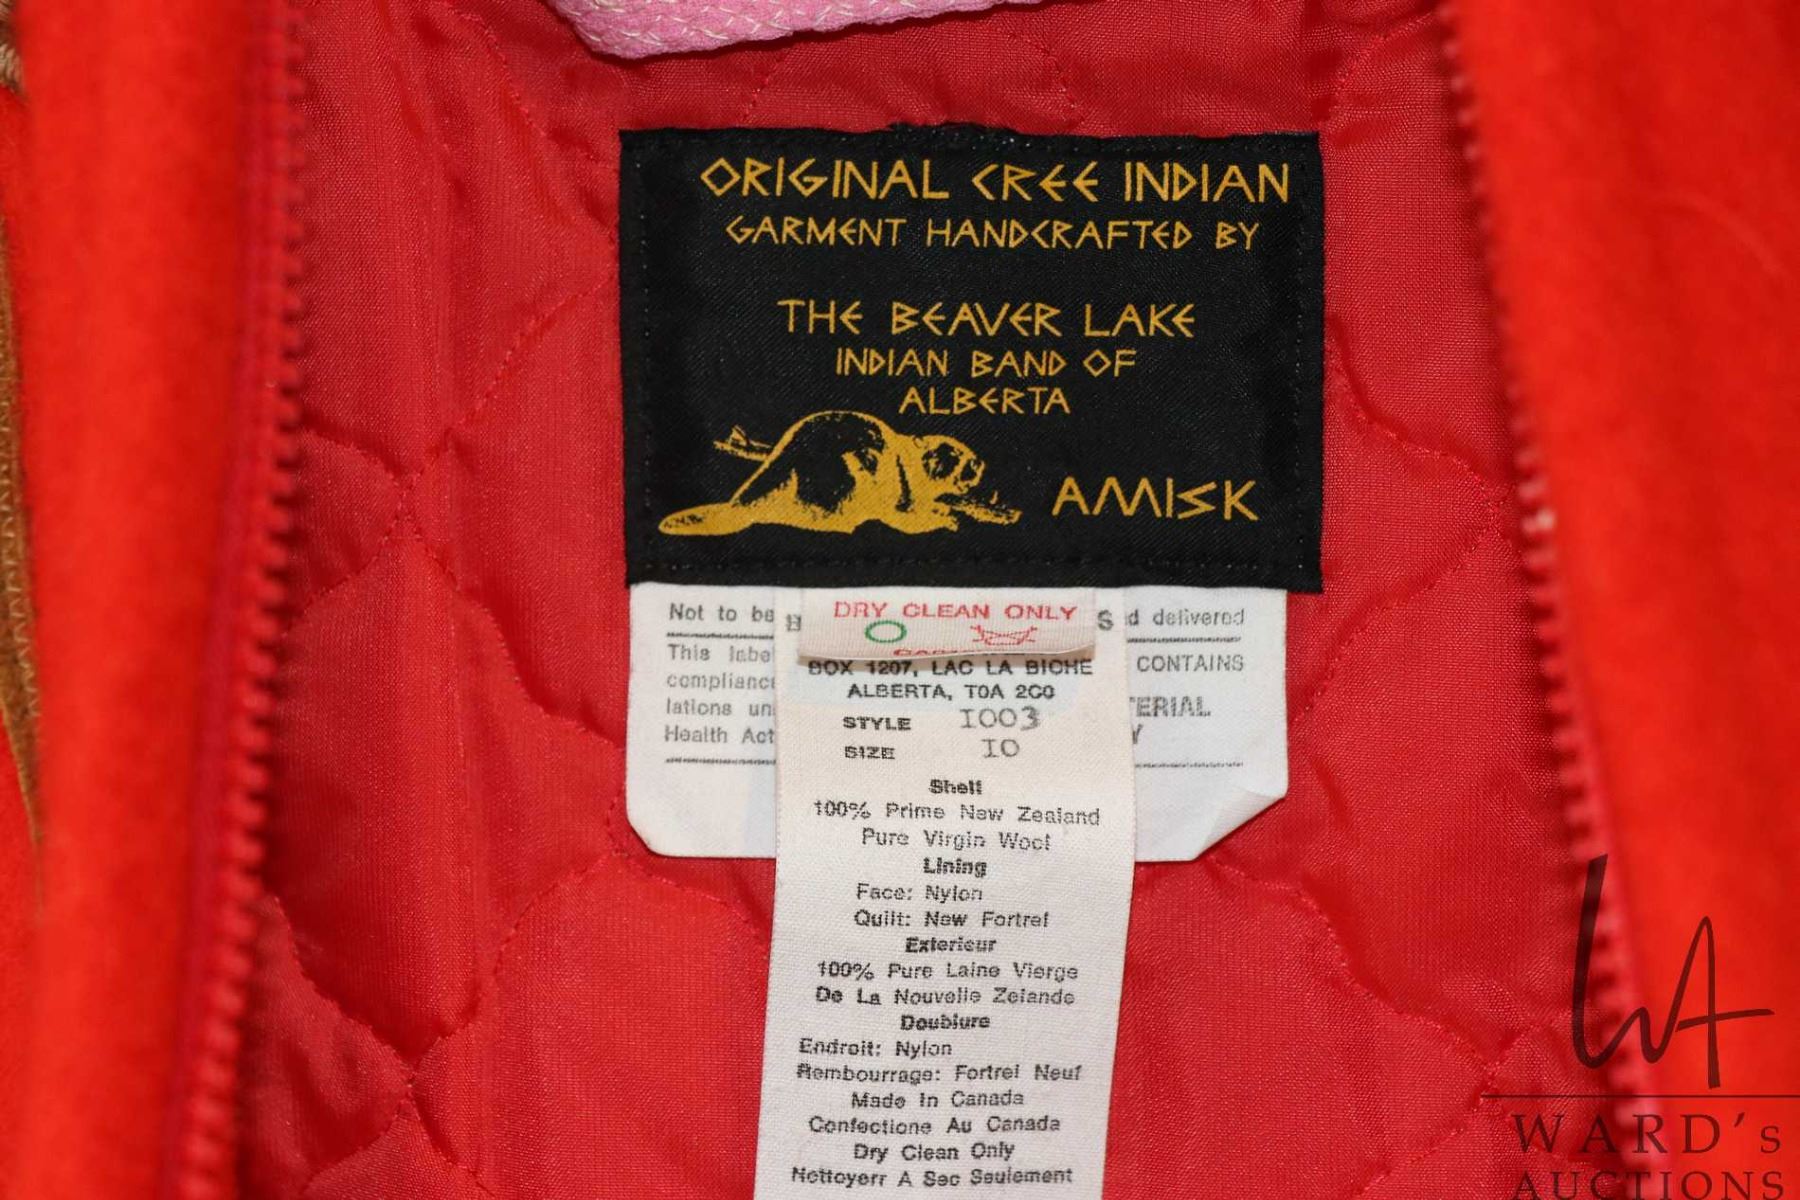 ORIGINAL CREE INDIAN
GARMENT HANDCRAFTED BY
THE BEAVER LAKE
INDIAN BAND OF
ALBERTA
AMISK
Not to be
d delivered
DRY CLEAN ONLY
This label
CONTAINS
compliance
lations un
TERIAL
Health Act
Y
BOX 1207, LAC LA BICHE
ALBERTA, T0A 2C0
STYLE 1003
SIZE 10
Shell
100% Prime New Zealand
Pure Virgin Wool
Lining
Face: Nylon
Quilt: New Fortrel
Exterieur
100% Pure Laine Vierge
De La Nouvelle Zelande
Doublure
Endroit: Nylon
Rembourrage: Fortrel Neuf
Made In Canada
Confectione Au Canada
Dry Clean Only
Nettoyerr A Sec Seulement
WA
WARD's
AUCTIONS